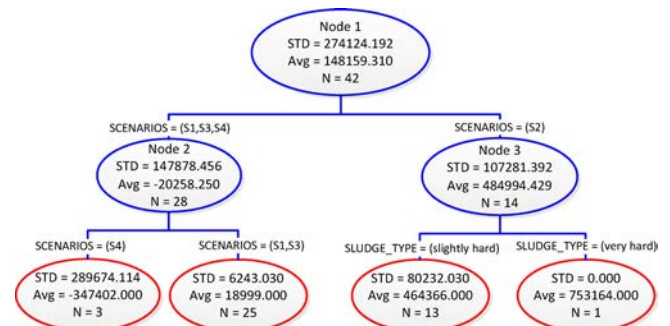 Node 1
STD = 274124.192
Avg = 148159.310
N = 42
SCENARIOS = (S1,S3,S4)
SCENARIOS = (S2)
Node 2
STD = 147878.456
Avg = -20258.250
N = 28
Node 3
STD = 107281.392
Avg = 484994.429
N = 14
SCENARIOS = (S4)
SCENARIOS = (S1,S3)
SLUDGE_TYPE = (slightly hard)
SLUDGE_TYPE = (very hard)
STD = 289674.114
Avg = -347402.000
N = 3
STD = 6243.030
Avg = 18999.000
N = 25
STD = 80232.030
Avg = 464366.000
N = 13
STD = 0.000
Avg = 753164.000
N = 1